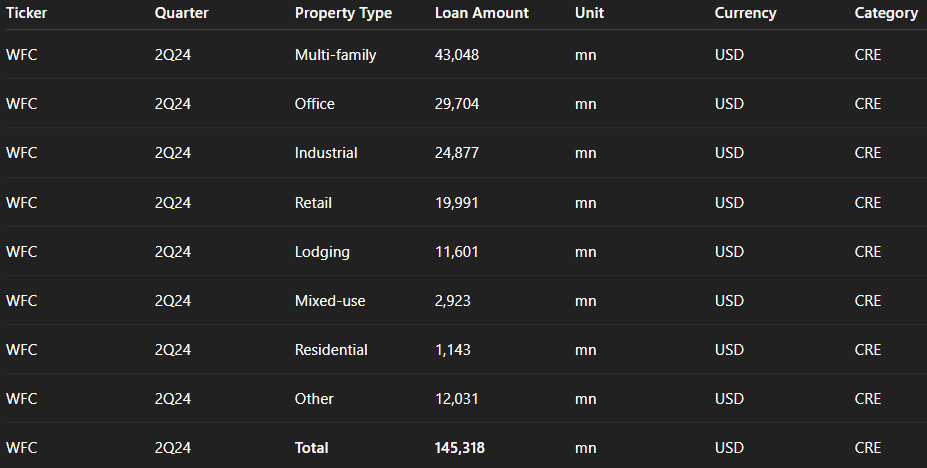 Ticker Quarter Property Type Loan Amount Unit Currency Category
WFC 2Q24 Multi-family 43,048 mn USD CRE
WFC 2Q24 Office 29,704 mn USD CRE
WFC 2Q24 Industrial 24,877 mn USD CRE
WFC 2Q24 Retail 19,991 mn USD CRE
WFC 2Q24 Lodging 11,601 mn USD CRE
WFC 2Q24 Mixed-use 2,923 mn USD CRE
WFC 2Q24 Residential 1,143 mn USD CRE
WFC 2Q24 Other 12,031 mn USD CRE
WFC 2Q24 Total 145,318 mn USD CRE